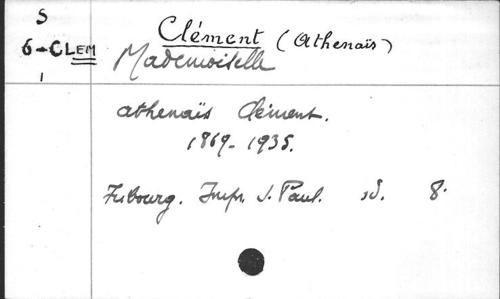 S
6-CLEM
1
Clément (Athenaïs)
Mademoiselle
Athenaïs Clément.
1869-1935.
Fribourg. Impr. S. Paul. s.d. 8.